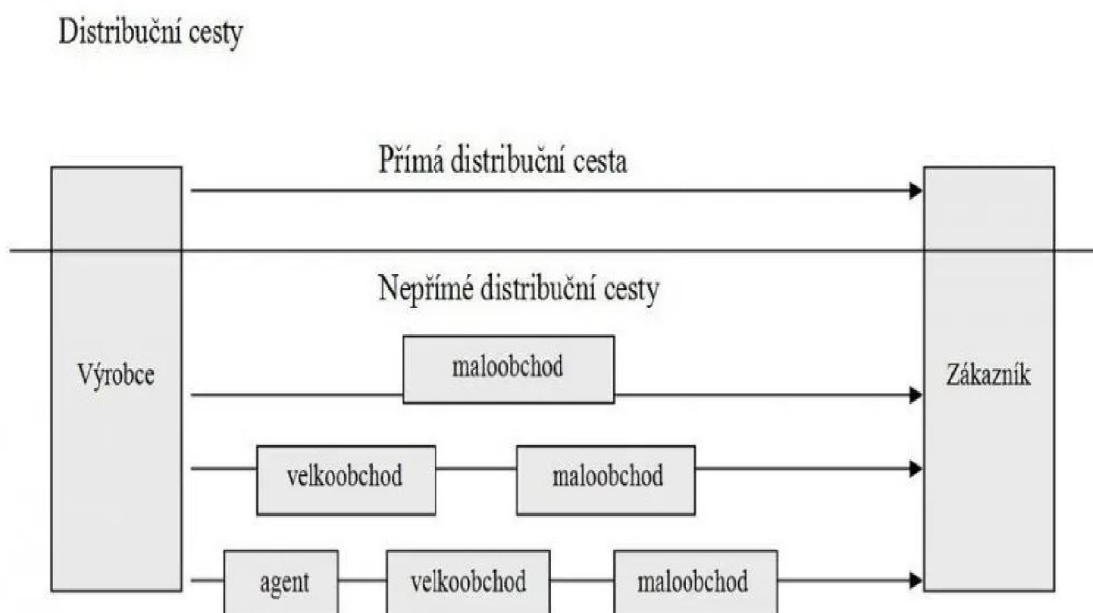 Distribuční cesty
Přímá distribuční cesta
Nepřímé distribuční cesty
Výrobce
maloobchod
Zákazník
velkoobchod
maloobchod
agent
velkoobchod
maloobchod